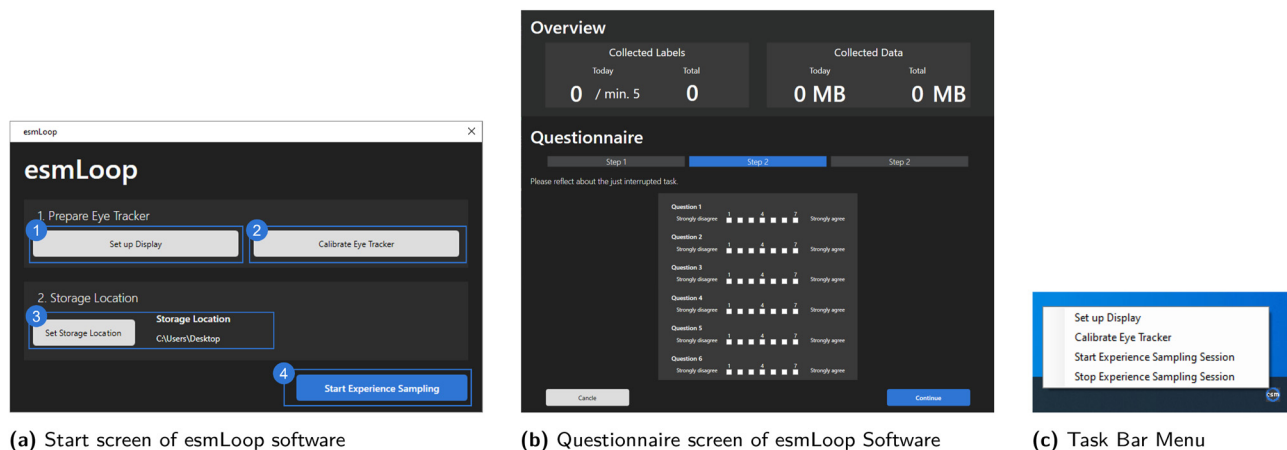 esmLoop
esmLoop
1. Prepare Eye Tracker
1
Set up Display
2
Calibrate Eye Tracker
2. Storage Location
3
Set Storage Location
Storage Location
C:\Users\Desktop
4
Start Experience Sampling
(a) Start screen of esmLoop software
Overview
Collected Labels
Today Total
0 / min. 5 0
Collected Data
Today Total
0 MB 0 MB
Questionnaire
Step 1 Step 2 Step 2
Please reflect about the just interrupted task.
Question 1
1 4 7
Strongly disagree Strongly agree
Question 2
1 4 7
Strongly disagree Strongly agree
Question 3
1 4 7
Strongly disagree Strongly agree
Question 4
1 4 7
Strongly disagree Strongly agree
Question 5
1 4 7
Strongly disagree Strongly agree
Question 6
1 4 7
Strongly disagree Strongly agree
Cancle Continue
(b) Questionnaire screen of esmLoop Software
Set up Display
Calibrate Eye Tracker
Start Experience Sampling Session
Stop Experience Sampling Session
esm
(c) Task Bar Menu